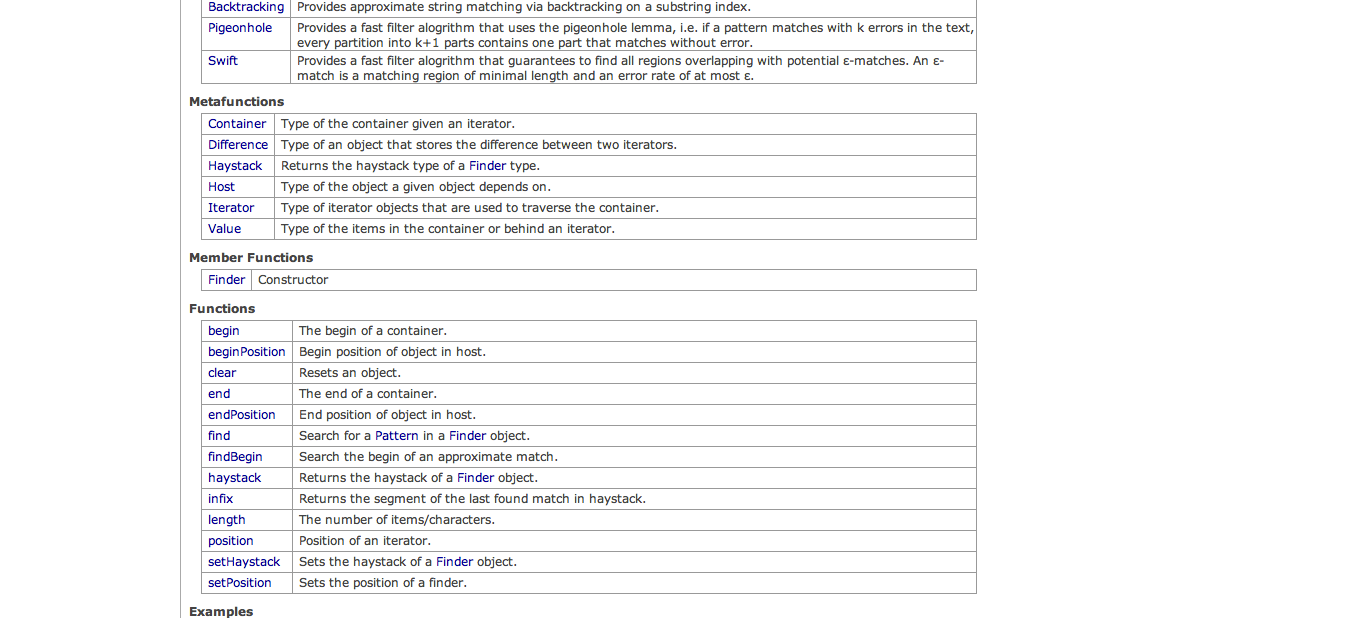 Backtracking Provides approximate string matching via backtracking on a substring index.
Pigeonhole Provides a fast filter alogrithm that uses the pigeonhole lemma, i.e. if a pattern matches with k errors in the text,
every partition into k+1 parts contains one part that matches without error.
Swift Provides a fast filter alogrithm that guarantees to find all regions overlapping with potential ε-matches. An ε-
match is a matching region of minimal length and an error rate of at most ε.
Metafunctions
Container Type of the container given an iterator.
Difference Type of an object that stores the difference between two iterators.
Haystack Returns the haystack type of a Finder type.
Host Type of the object a given object depends on.
Iterator Type of iterator objects that are used to traverse the container.
Value Type of the items in the container or behind an iterator.
Member Functions
Finder Constructor
Functions
begin The begin of a container.
beginPosition Begin position of object in host.
clear Resets an object.
end The end of a container.
endPosition End position of object in host.
find Search for a Pattern in a Finder object.
findBegin Search the begin of an approximate match.
haystack Returns the haystack of a Finder object.
infix Returns the segment of the last found match in haystack.
length The number of items/characters.
position Position of an iterator.
setHaystack Sets the haystack of a Finder object.
setPosition Sets the position of a finder.
Examples